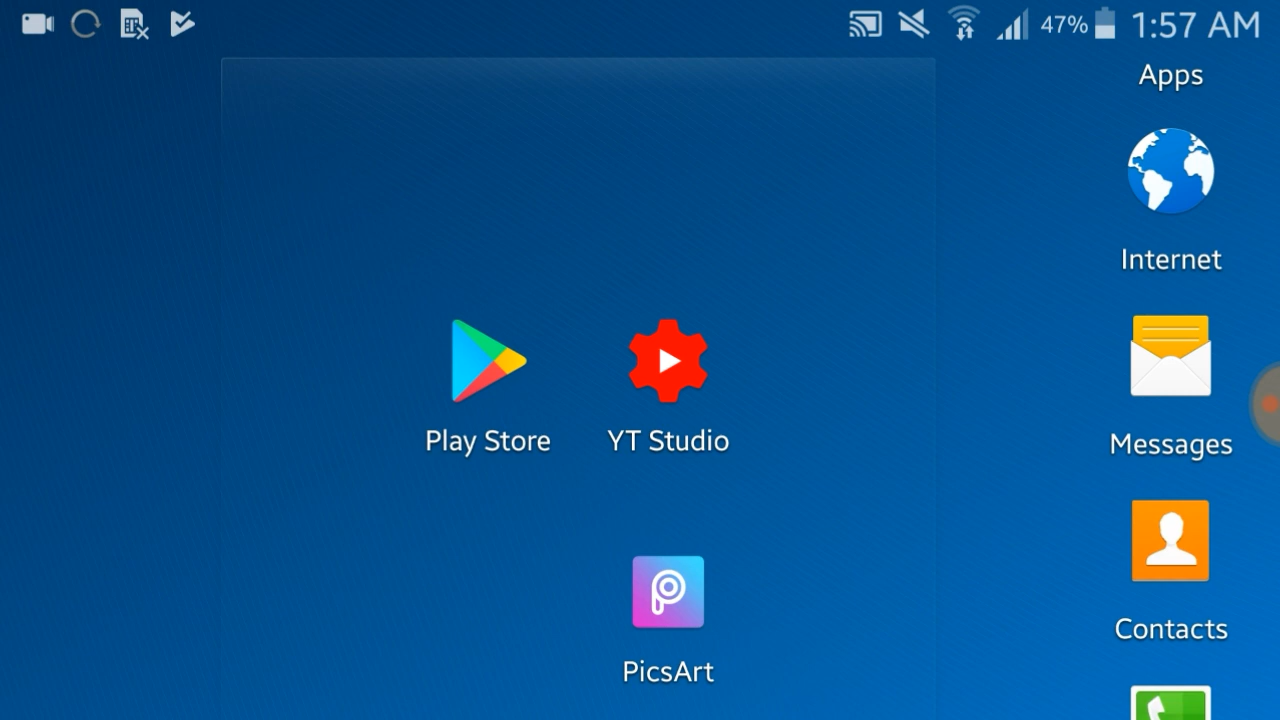 47% 1:57 AM
Apps
Internet
Play Store
YT Studio
Messages
PicsArt
Contacts